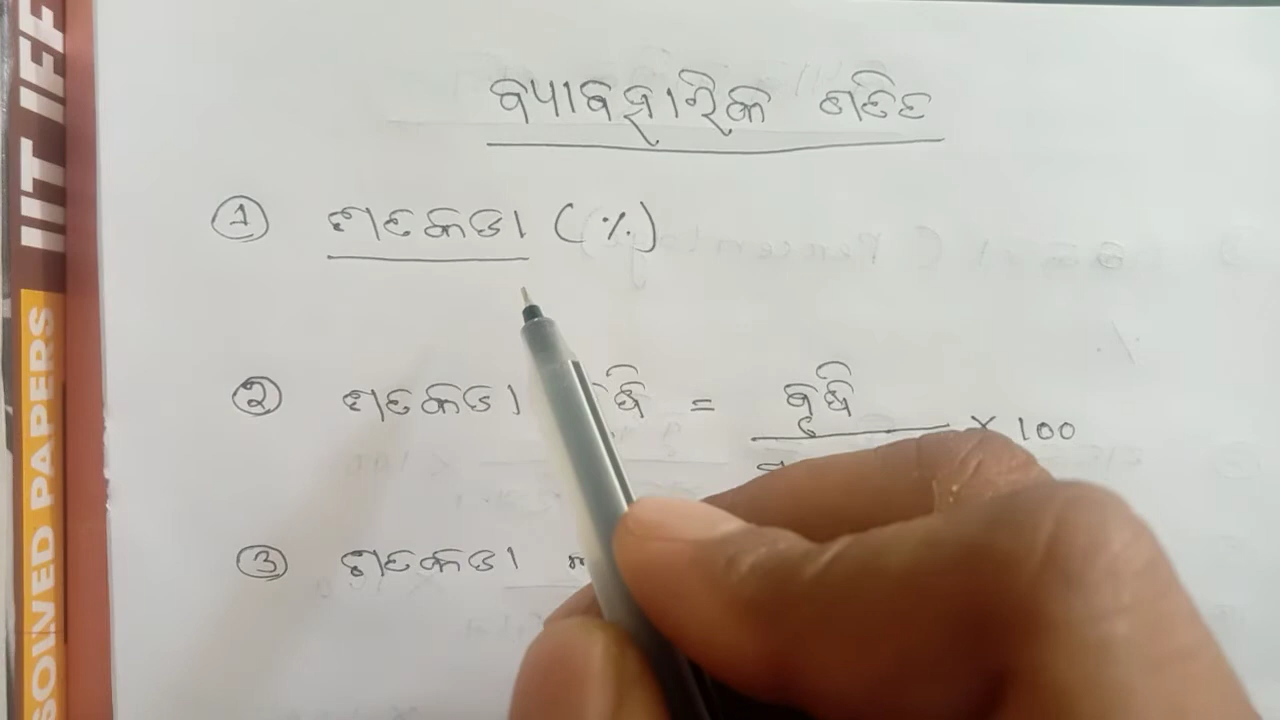 ବ୍ୟାବହାରିକ ଗଣିତ
① ଶତକଡା (%)
② ଶତକଡା = ବୃଦ୍ଧି × 100
③ ଶତକଡା
SOLVED PAPERS IIT JEE